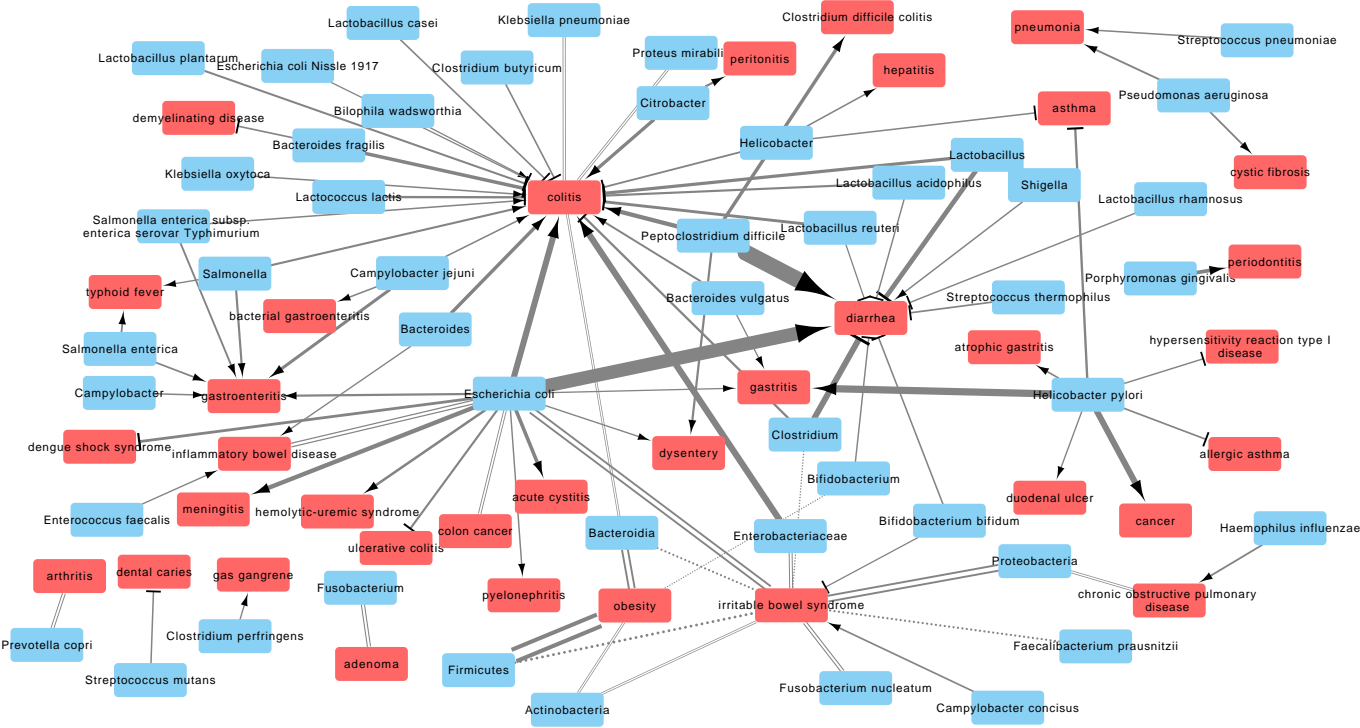 Lactobacillus casei
Klebsiella pneumoniae
Clostridium difficile colitis
pneumonia
Streptococcus pneumoniae
Lactobacillus plantarum
Escherichia coli Nissle 1917
Clostridium butyricum
Proteus mirabili
peritonitis
hepatitis
Pseudomonas aeruginosa
demyelinating disease
Bilophila wadsworthia
Citrobacter
asthma
Bacteroides fragilis
Helicobacter
Lactobacillus
cystic fibrosis
Klebsiella oxytoca
Lactococcus lactis
colitis
Lactobacillus acidophilus
Shigella
Lactobacillus rhamnosus
Salmonella enterica subsp.
enterica serovar Typhimurium
Peptoclostridium difficile
Lactobacillus reuteri
Salmonella
Campylobacter jejuni
periodontitis
Porphyromonas gingivalis
typhoid fever
bacterial gastroenteritis
Bacteroides vulgatus
Streptococcus thermophilus
Bacteroides
diarrhea
Salmonella enterica
atrophic gastritis
hypersensitivity reaction type I
disease
Campylobacter
gastroenteritis
Escherichia coli
gastritis
Helicobacter pylori
dengue shock syndrome
inflammatory bowel disease
Clostridium
dysentery
allergic asthma
Bifidobacterium
meningitis
hemolytic-uremic syndrome
acute cystitis
duodenal ulcer
cancer
Enterococcus faecalis
colon cancer
Bacteroidia
Enterobacteriaceae
Bifidobacterium bifidum
Haemophilus influenzae
ulcerative colitis
Proteobacteria
arthritis
dental caries
gas gangrene
Fusobacterium
pyelonephritis
obesity
irritable bowel syndrome
chronic obstructive pulmonary
disease
Prevotella copri
Clostridium perfringens
Faecalibacterium prausnitzii
Streptococcus mutans
adenoma
Firmicutes
Fusobacterium nucleatum
Actinobacteria
Campylobacter concisus